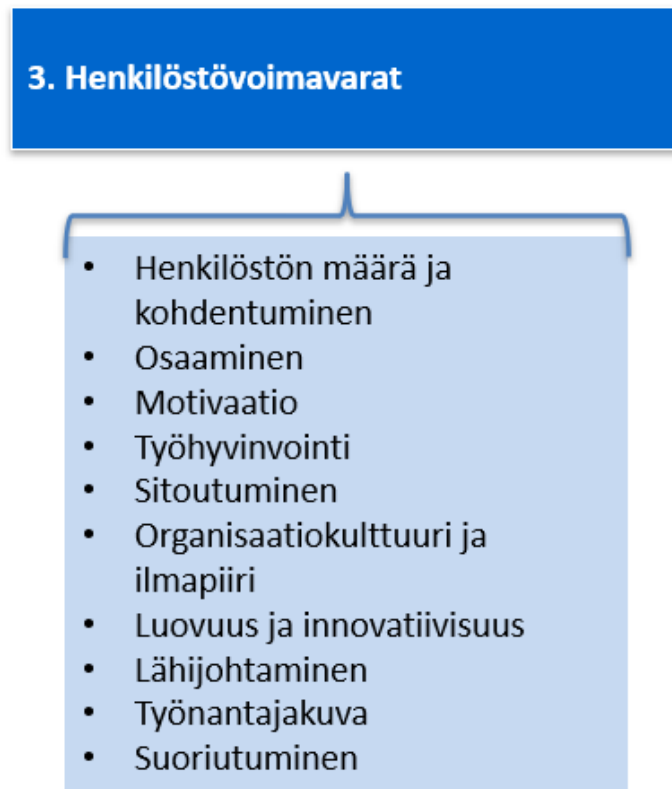 3. Henkilöstövoimavarat
• Henkilöstön määrä ja
kohdentuminen
• Osaaminen
• Motivaatio
• Työhyvinvointi
• Sitoutuminen
• Organisaatiokulttuuri ja
ilmapiiri
• Luovuus ja innovatiivisuus
• Lähijohtaminen
• Työnantajakuva
• Suoriutuminen